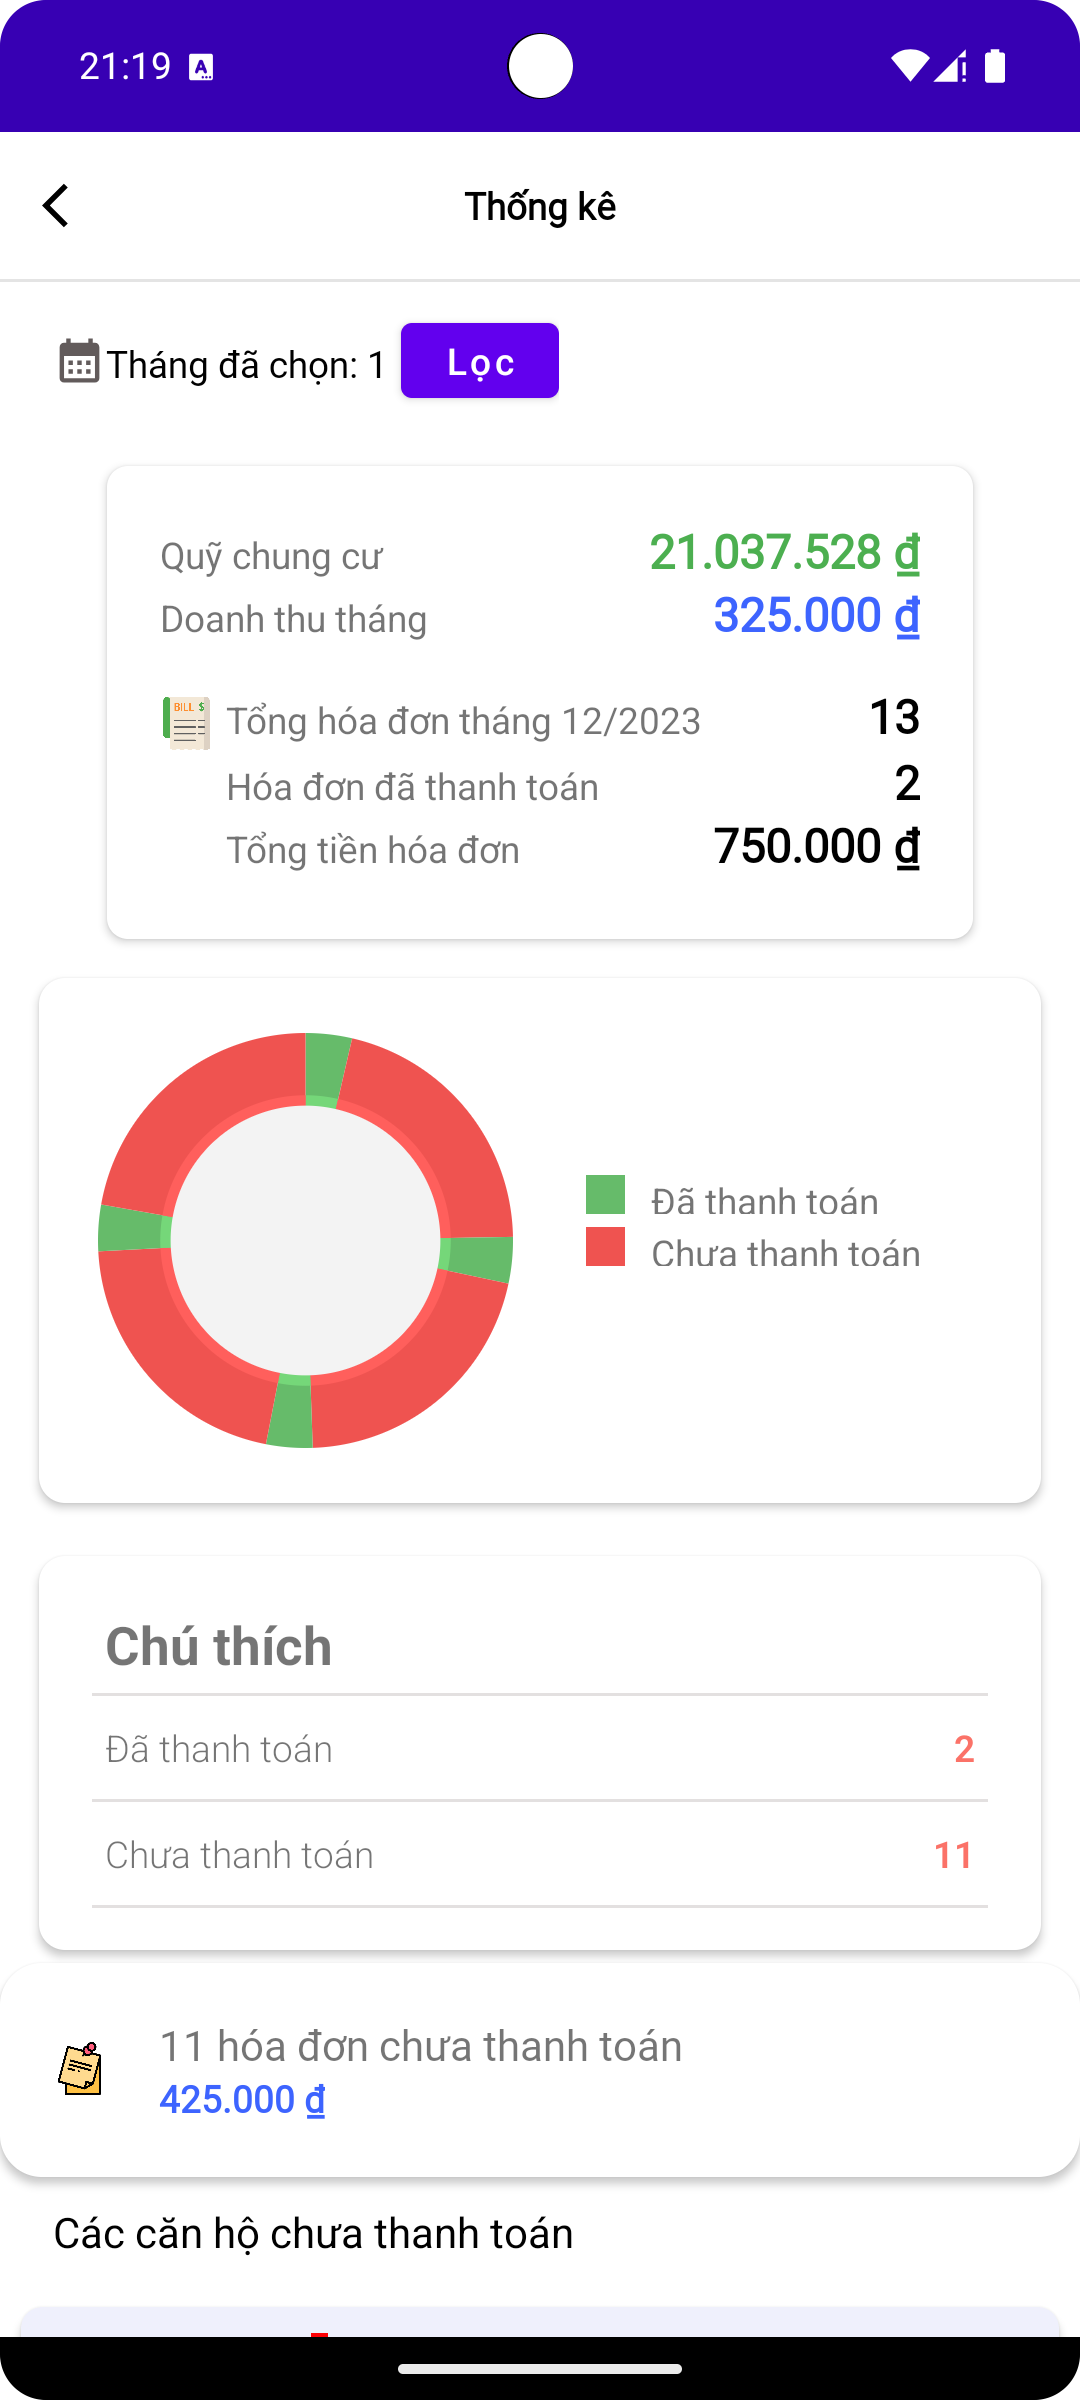 21:19
Thống kê
Tháng đã chọn: 1 Lọc
Quỹ chung cư 21.037.528 ₫
Doanh thu tháng 325.000 ₫
BILL $ Tổng hóa đơn tháng 12/2023 13
Hóa đơn đã thanh toán 2
Tổng tiền hóa đơn 750.000 ₫
Đã thanh toán
Chưa thanh toán
Chú thích
Đã thanh toán 2
Chưa thanh toán 11
11 hóa đơn chưa thanh toán
425.000 ₫
Các căn hộ chưa thanh toán